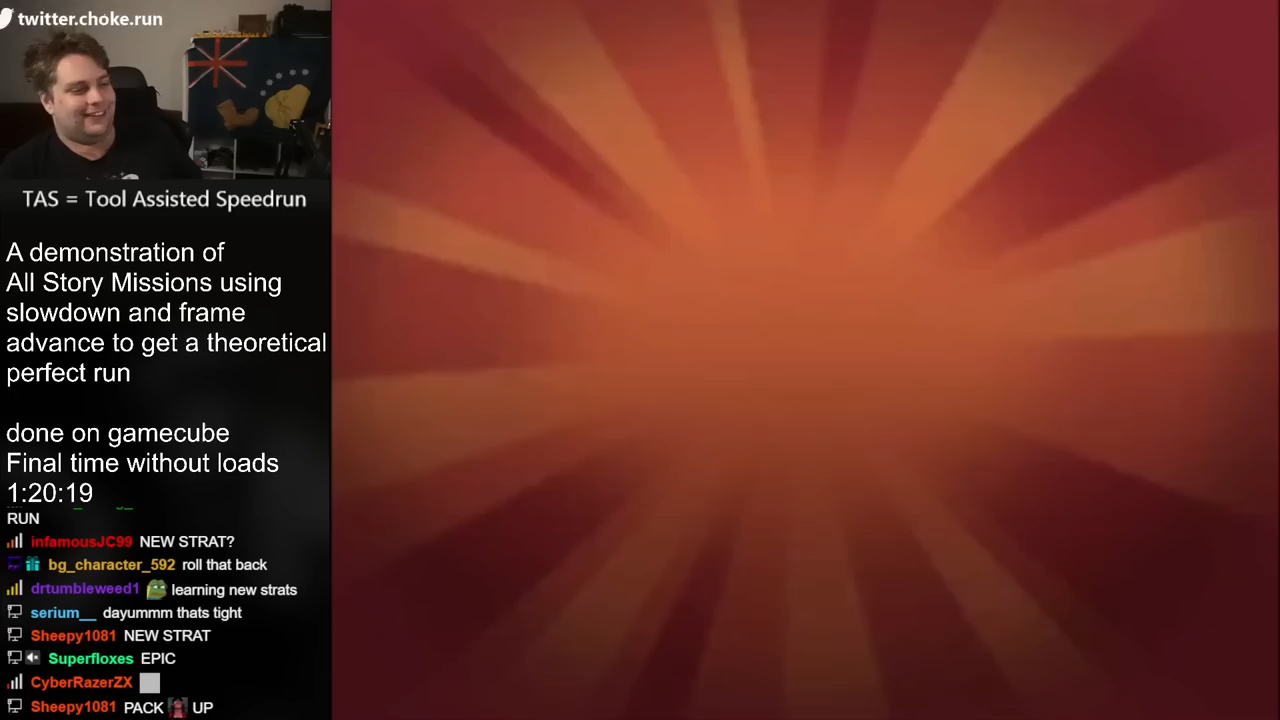 twitter.choke.run
TAS = Tool Assisted Speedrun
A demonstration of
All Story Missions using
slowdown and frame
advance to get a theoretical
perfect run
done on gamecube
Final time without loads
1:20:19
RUN
infamousJC99 NEW STRAT?
bg_character_592 roll that back
drtumbleweed1 learning new strats
serium__ dayummm thats tight
Sheepy1081 NEW STRAT
Superfloxes EPIC
CyberRazerZX
Sheepy1081 PACK UP